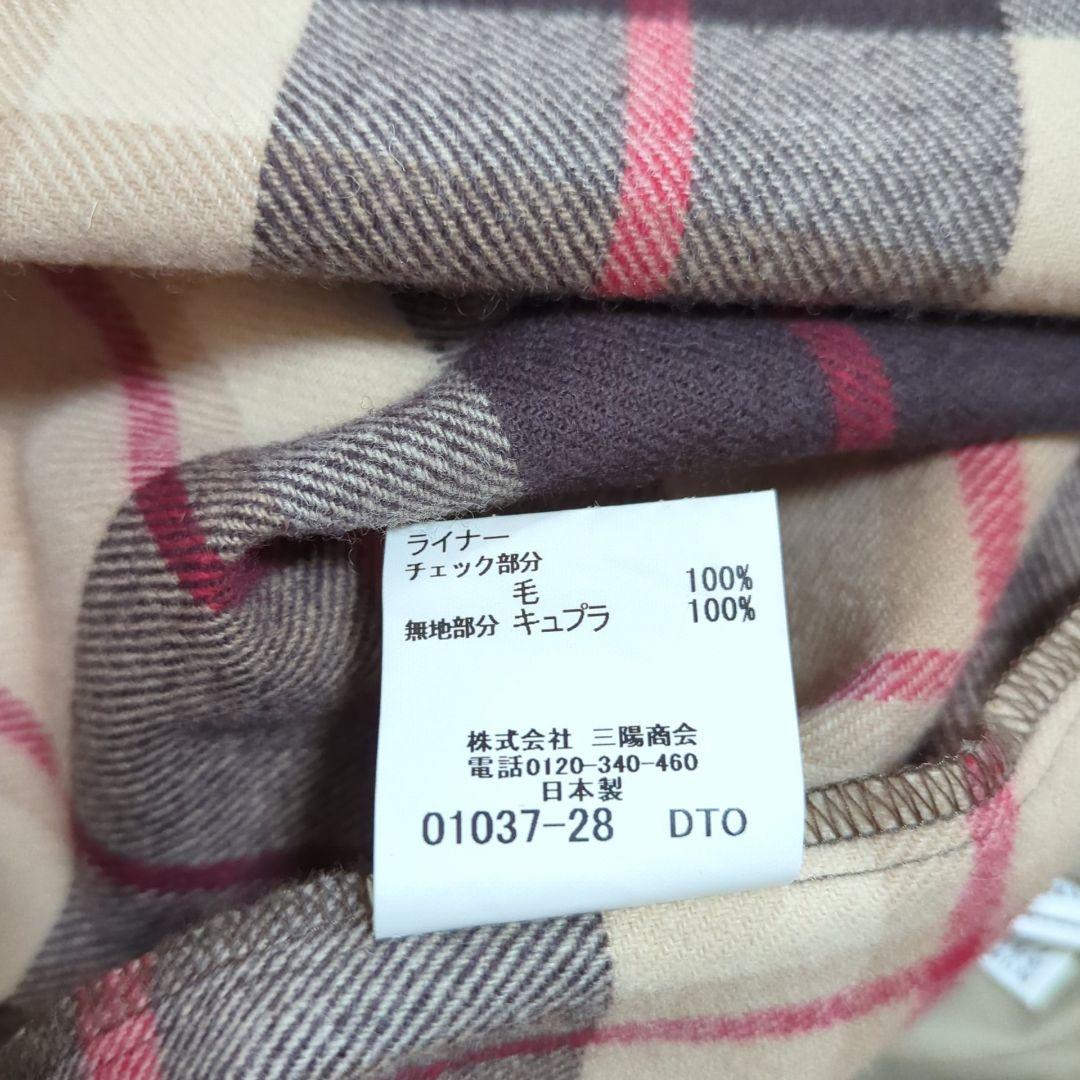 ライナー
チェック部分
毛 100%
無地部分 キュプラ 100%
株式会社 三陽商会
電話0120-340-460
日本製
01037-28 DTO